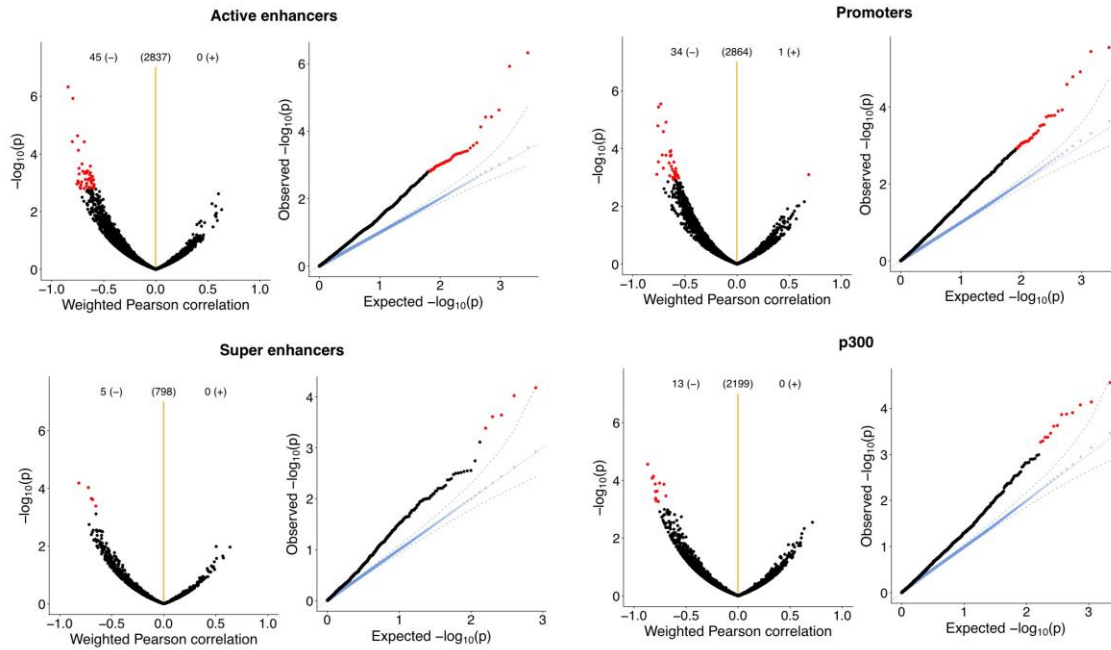 Active enhancers
45 (−) (2837) 0 (+)
−log10(p)
6
4
2
0
−1.0 −0.5 0.0 0.5 1.0
Weighted Pearson correlation
Observed −log10(p)
6
4
2
0
0 1 2 3
Expected −log10(p)
Promoters
34 (−) (2864) 1 (+)
−log10(p)
6
4
2
0
−1.0 −0.5 0.0 0.5 1.0
Weighted Pearson correlation
Observed −log10(p)
4
2
0
0 1 2 3
Expected −log10(p)
Super enhancers
5 (−) (798) 0 (+)
−log10(p)
6
4
2
0
−1.0 −0.5 0.0 0.5 1.0
Weighted Pearson correlation
Observed −log10(p)
4
3
2
1
0
0 1 2 3
Expected −log10(p)
p300
13 (−) (2199) 0 (+)
−log10(p)
6
4
2
0
−1.0 −0.5 0.0 0.5 1.0
Weighted Pearson correlation
Observed −log10(p)
4
3
2
1
0
0 1 2 3
Expected −log10(p)